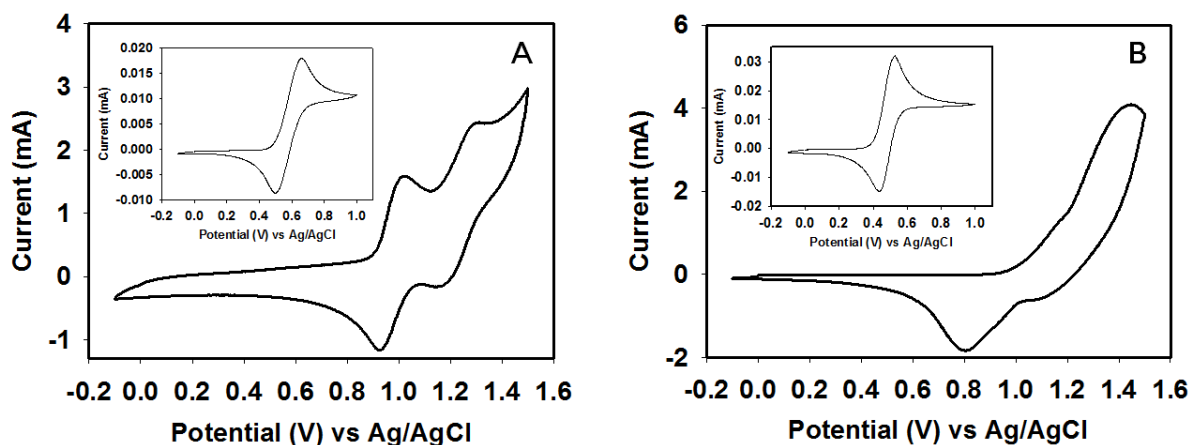 A
Current (mA)
4
3
2
1
0
-1
-0.2 0.0 0.2 0.4 0.6 0.8 1.0 1.2 1.4 1.6
Potential (V) vs Ag/AgCl
Current (mA)
0.020
0.015
0.010
0.005
0.000
-0.005
-0.010
-0.2 0.0 0.2 0.4 0.6 0.8 1.0
Potential (V) vs Ag/AgCl
B
Current (mA)
6
4
2
0
-2
-0.2 0.0 0.2 0.4 0.6 0.8 1.0 1.2 1.4 1.6
Potential (V) vs Ag/AgCl
Current (mA)
0.03
0.02
0.01
0.00
-0.01
-0.02
-0.2 0.0 0.2 0.4 0.6 0.8 1.0
Potential (V) vs Ag/AgCl